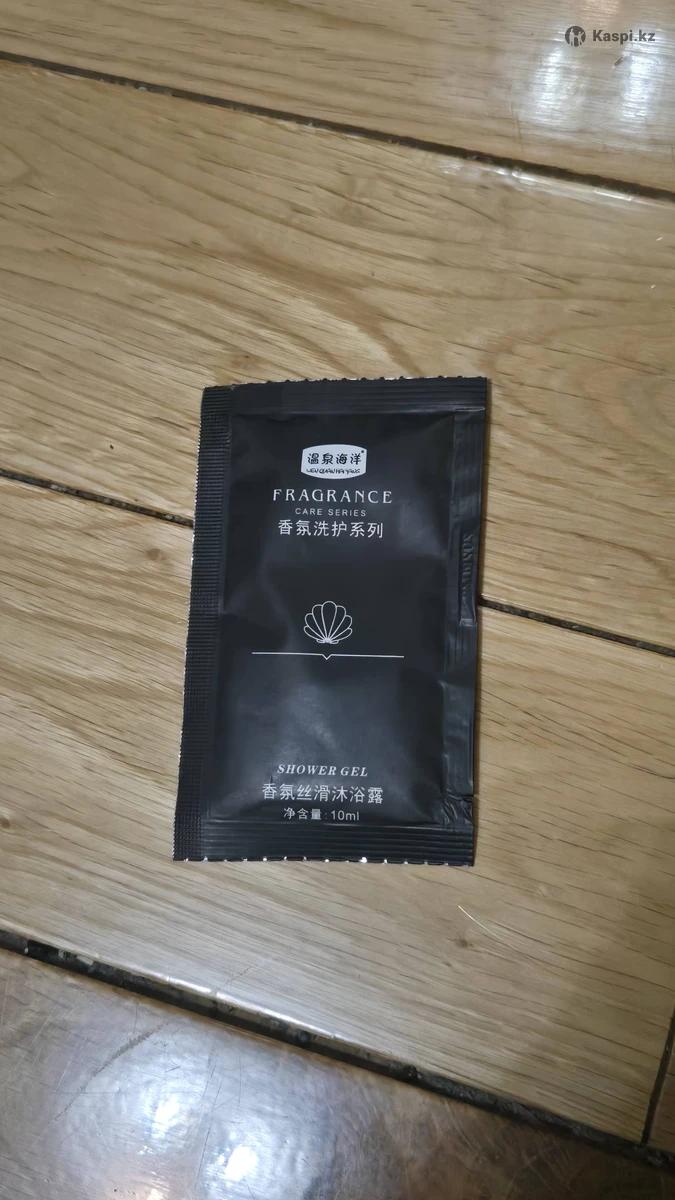 Kaspi.kz
温泉海洋
WENQUANHAIYANG
FRAGRANCE
CARE SERIES
香氛洗护系列
SHOWER GEL
香氛丝滑沐浴露
净含量:10ml